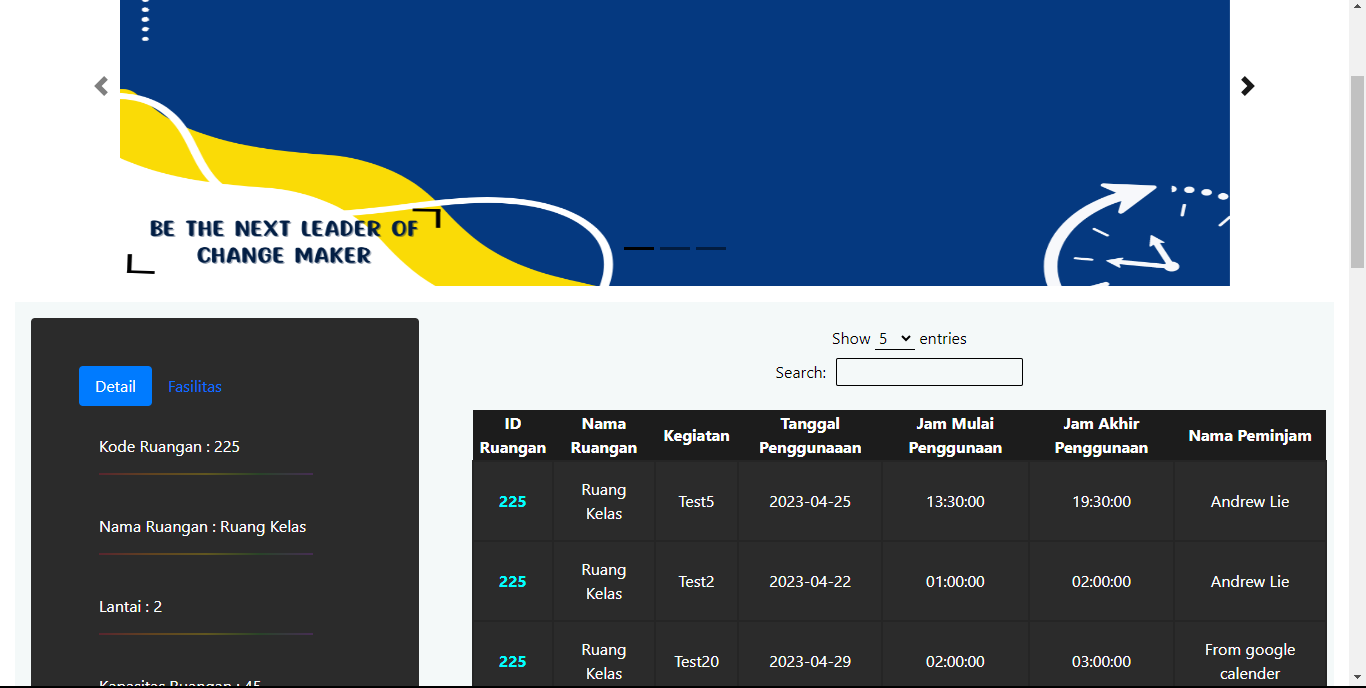 BE THE NEXT LEADER OF
CHANGE MAKER
Detail
Fasilitas
Kode Ruangan : 225
Nama Ruangan : Ruang Kelas
Lantai : 2
Kapasitas Ruangan : 45
Show 5 entries
Search:
ID Ruangan Nama Ruangan Kegiatan Tanggal Penggunaaan Jam Mulai Penggunaan Jam Akhir Penggunaan Nama Peminjam
225 Ruang Kelas Test5 2023-04-25 13:30:00 19:30:00 Andrew Lie
225 Ruang Kelas Test2 2023-04-22 01:00:00 02:00:00 Andrew Lie
225 Ruang Kelas Test20 2023-04-29 02:00:00 03:00:00 From google calender